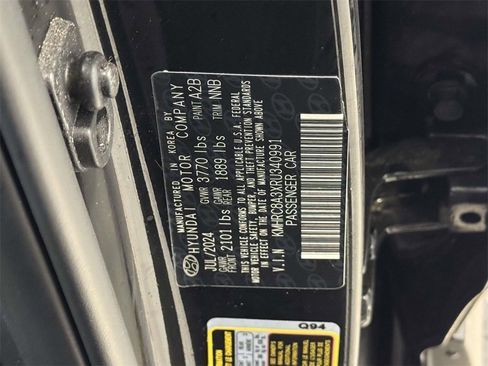 MANUFACTURED IN KOREA BY
HYUNDAI MOTOR COMPANY
JUL/2024 GVWR 3770 lbs PAINT A2B
GAWR FRONT 2101 lbs GAWR REAR 1889 lbs TRIM NNB
THIS VEHICLE CONFORMS TO ALL APPLICABLE U.S.A. FEDERAL
MOTOR VEHICLE SAFETY AND THEFT PREVENTION STANDARDS
IN EFFECT ON THE DATE OF MANUFACTURE SHOWN ABOVE
V.I.N KMHRC8A3XRU340991
PASSENGER CAR
Q94